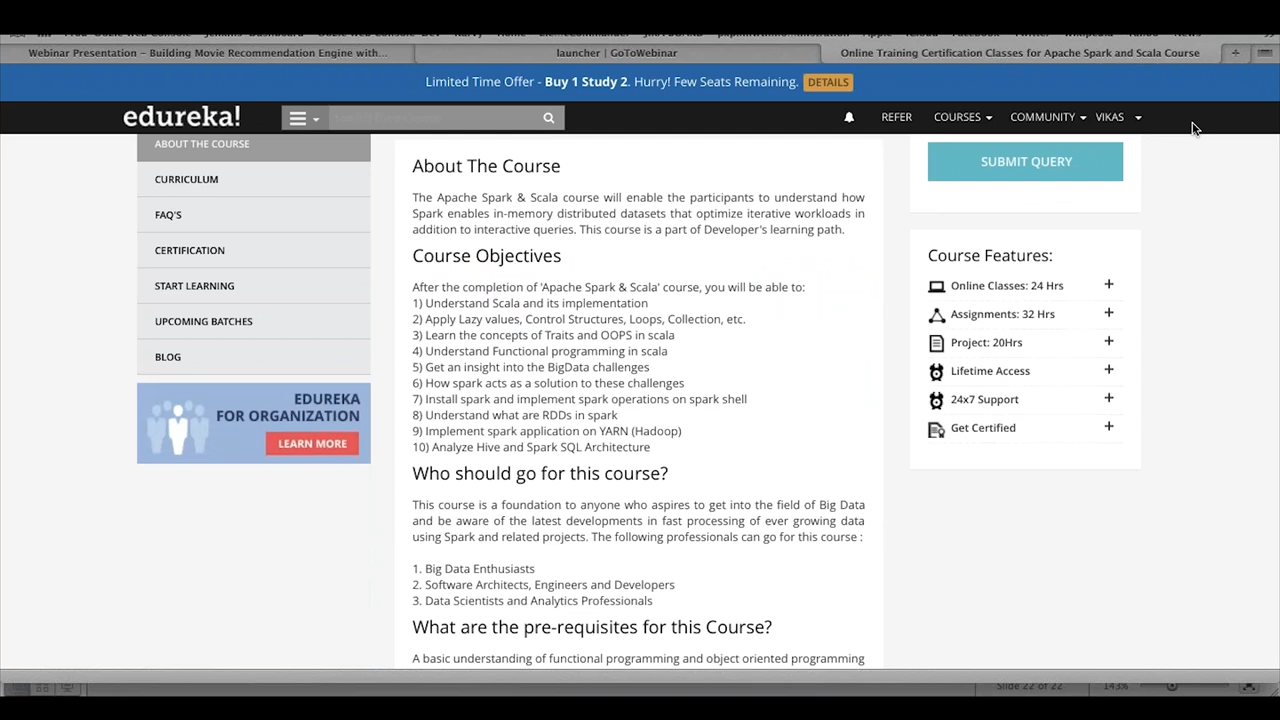 Webinar Presentation – Building Movie Recommendation Engine with...
launcher | GoToWebinar
Online Training Certification Classes for Apache Spark and Scala Course
Limited Time Offer - Buy 1 Study 2. Hurry! Few Seats Remaining. DETAILS
edureka!
REFER
COURSES
COMMUNITY
VIKAS
ABOUT THE COURSE
CURRICULUM
FAQ'S
CERTIFICATION
START LEARNING
UPCOMING BATCHES
BLOG
EDUREKA
FOR ORGANIZATION
LEARN MORE
About The Course
The Apache Spark & Scala course will enable the participants to understand how
Spark enables in-memory distributed datasets that optimize iterative workloads in
addition to interactive queries. This course is a part of Developer's learning path.
Course Objectives
After the completion of 'Apache Spark & Scala' course, you will be able to:
1) Understand Scala and its implementation
2) Apply Lazy values, Control Structures, Loops, Collection, etc.
3) Learn the concepts of Traits and OOPS in scala
4) Understand Functional programming in scala
5) Get an insight into the BigData challenges
6) How spark acts as a solution to these challenges
7) Install spark and implement spark operations on spark shell
8) Understand what are RDDs in spark
9) Implement spark application on YARN (Hadoop)
10) Analyze Hive and Spark SQL Architecture
Who should go for this course?
This course is a foundation to anyone who aspires to get into the field of Big Data
and be aware of the latest developments in fast processing of ever growing data
using Spark and related projects. The following professionals can go for this course :
1. Big Data Enthusiasts
2. Software Architects, Engineers and Developers
3. Data Scientists and Analytics Professionals
What are the pre-requisites for this Course?
A basic understanding of functional programming and object oriented programming
SUBMIT QUERY
Course Features:
Online Classes: 24 Hrs
Assignments: 32 Hrs
Project: 20Hrs
Lifetime Access
24x7 Support
Get Certified
Slide 22 of 22
143%